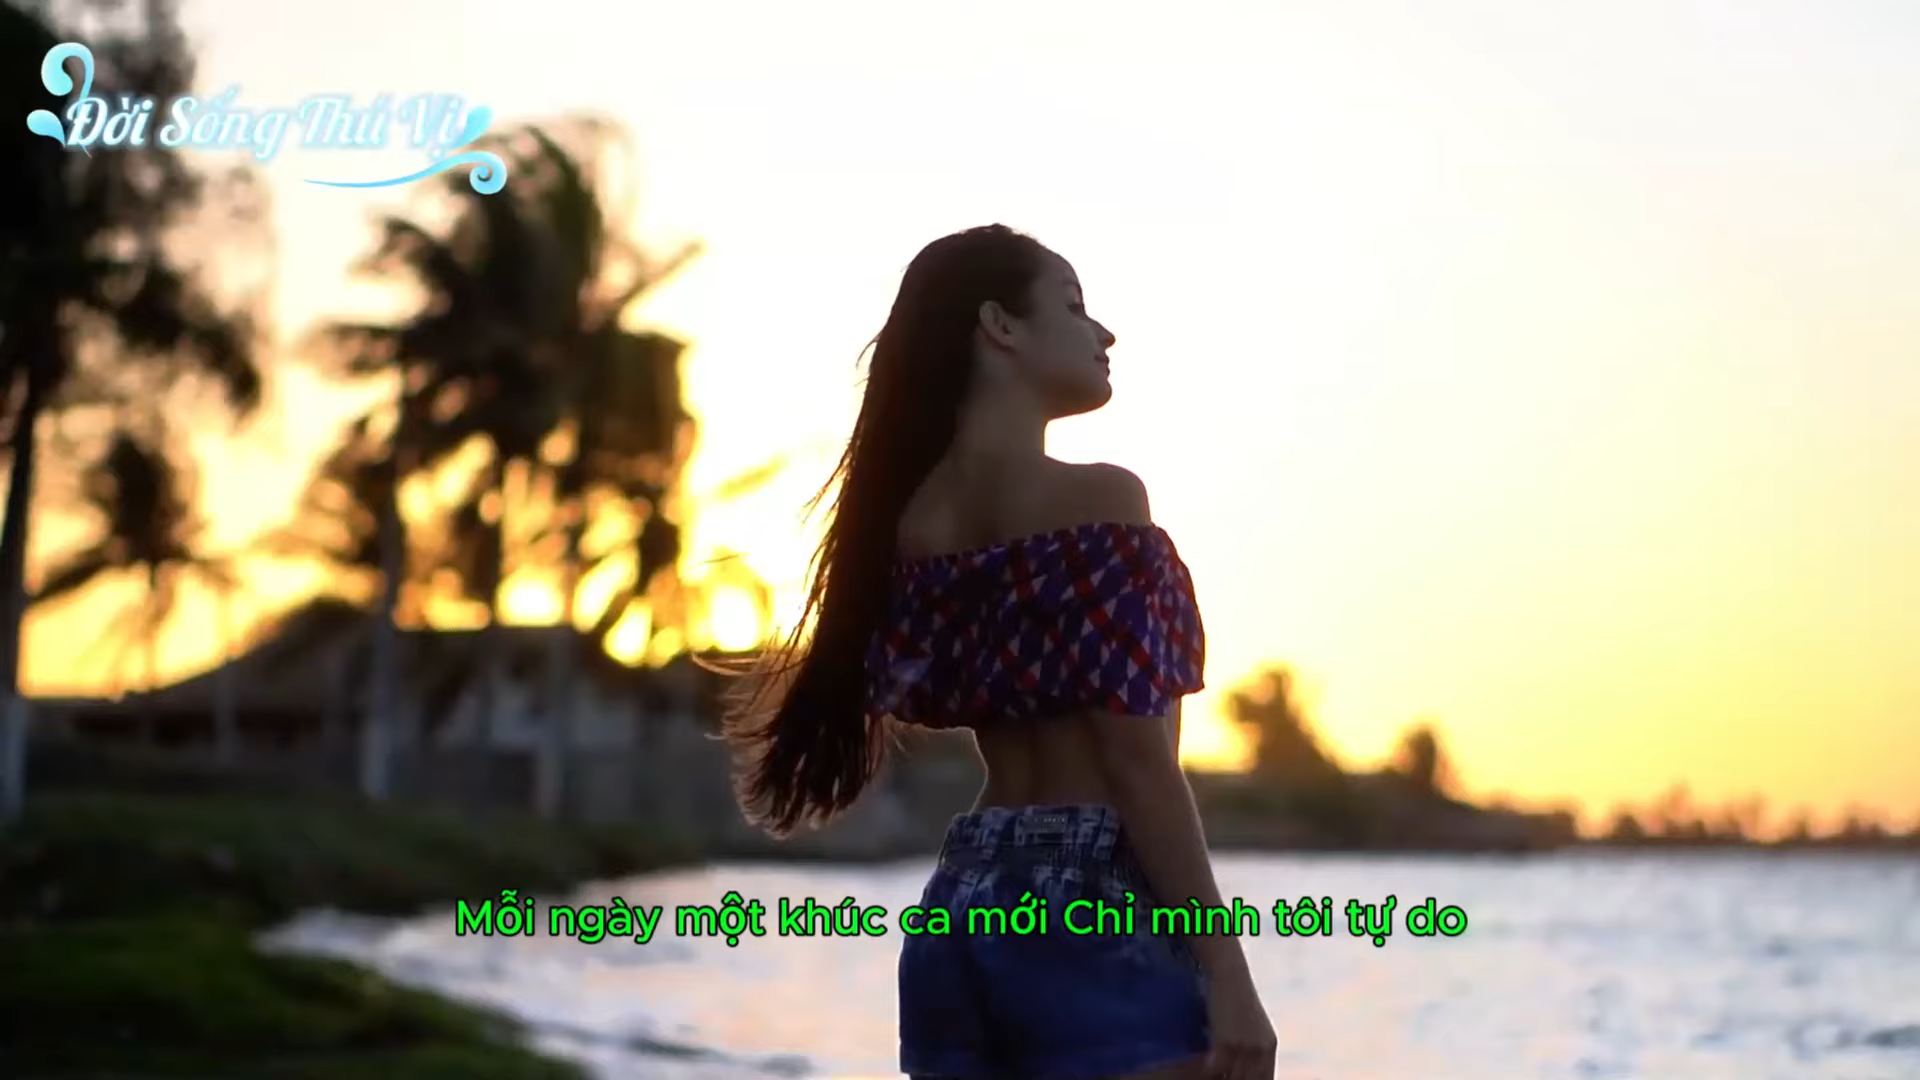 Đời Sống Thú Vị
Mỗi ngày một khúc ca mới Chỉ mình tôi tự do